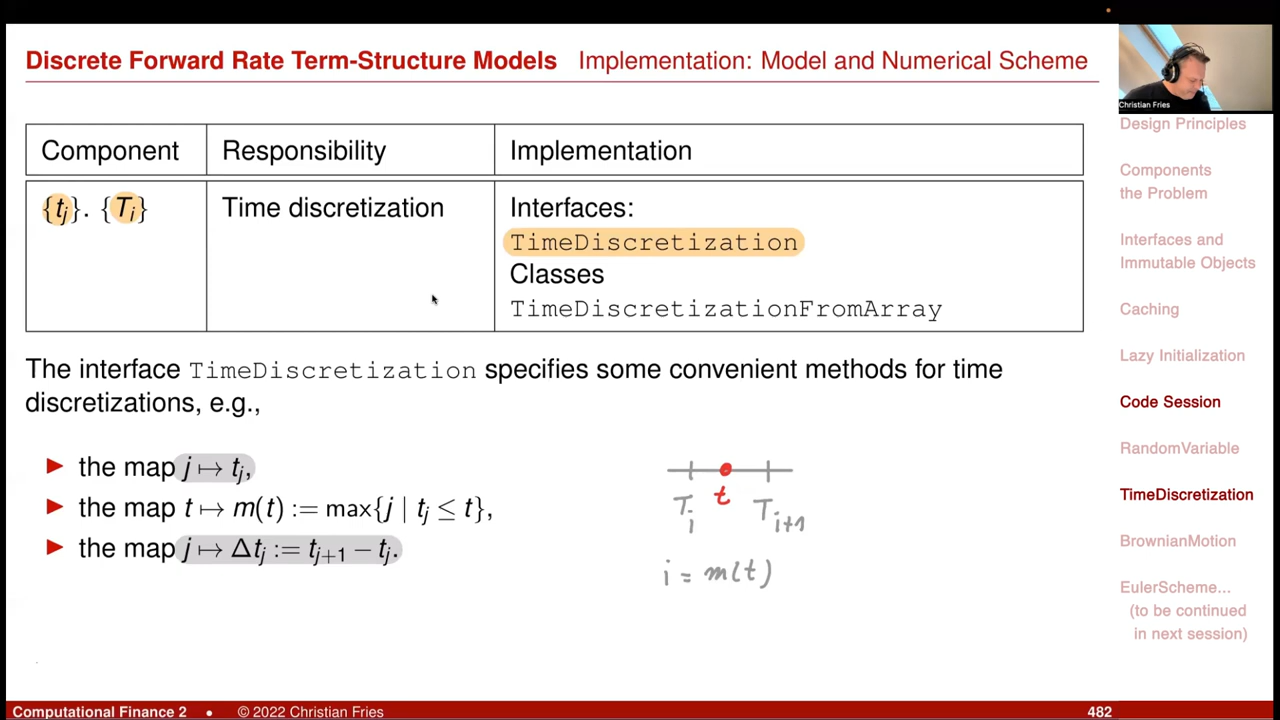 Discrete Forward Rate Term-Structure Models Implementation: Model and Numerical Scheme
Christian Fries
Component Responsibility Implementation
{t_j}. {T_i} Time discretization Interfaces:
TimeDiscretization
Classes
TimeDiscretizationFromArray
The interface TimeDiscretization specifies some convenient methods for time
discretizations, e.g.,
► the map j ↦ t_j,
► the map t ↦ m(t) := max{j | t_j ≤ t},
► the map j ↦ Δt_j := t_{j+1} − t_j.
T_i t T_{i+1}
i = m(t)
Design Principles
Components
the Problem
Interfaces and
Immutable Objects
Caching
Lazy Initialization
Code Session
RandomVariable
TimeDiscretization
BrownianMotion
EulerScheme...
(to be continued
in next session)
Computational Finance 2 • © 2022 Christian Fries 482